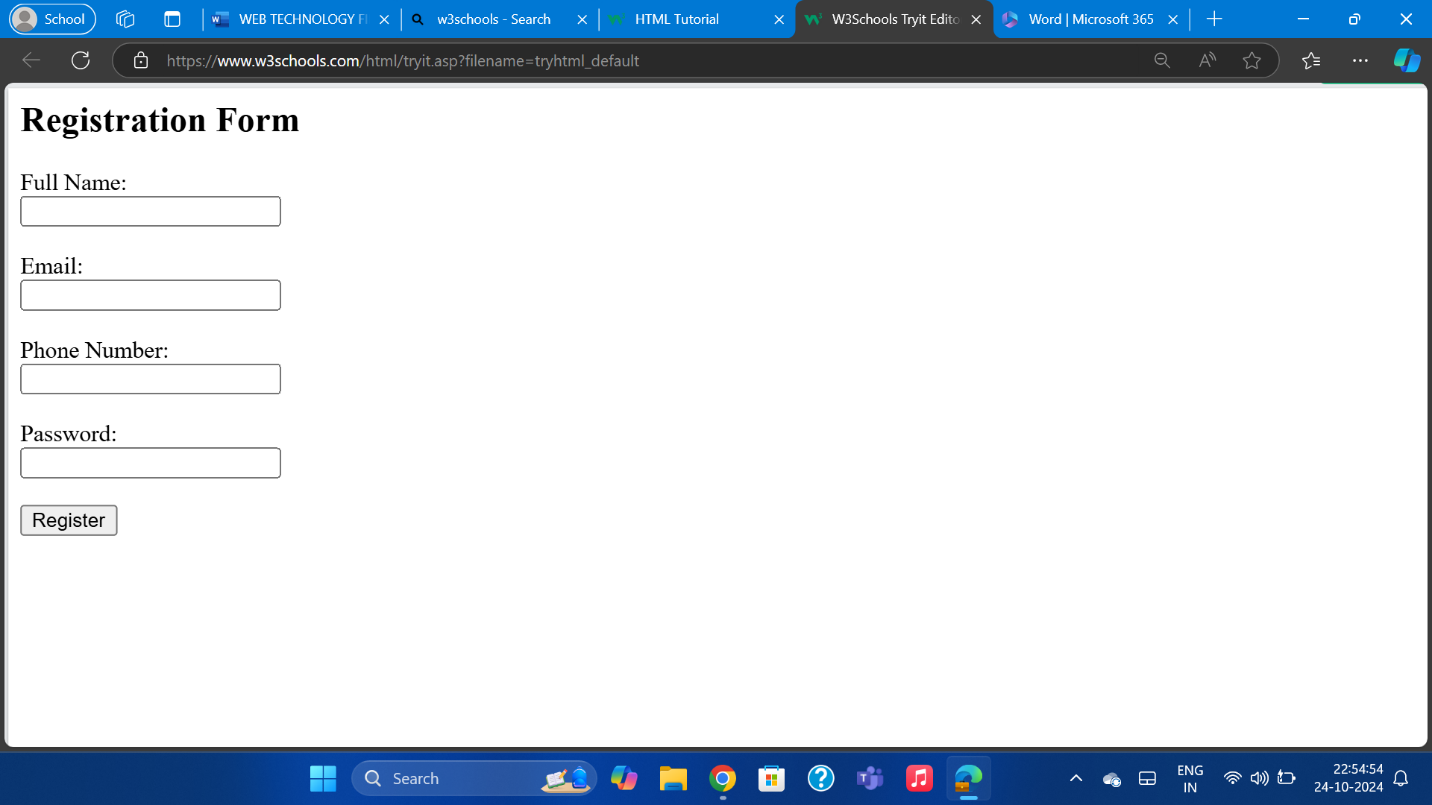 School
WEB TECHNOLOGY FI
w3schools - Search
HTML Tutorial
W3Schools Tryit Edito
Word | Microsoft 365
https://www.w3schools.com/html/tryit.asp?filename=tryhtml_default
Registration Form
Full Name:
Email:
Phone Number:
Password:
Register
Search
ENG
IN
22:54:54
24-10-2024